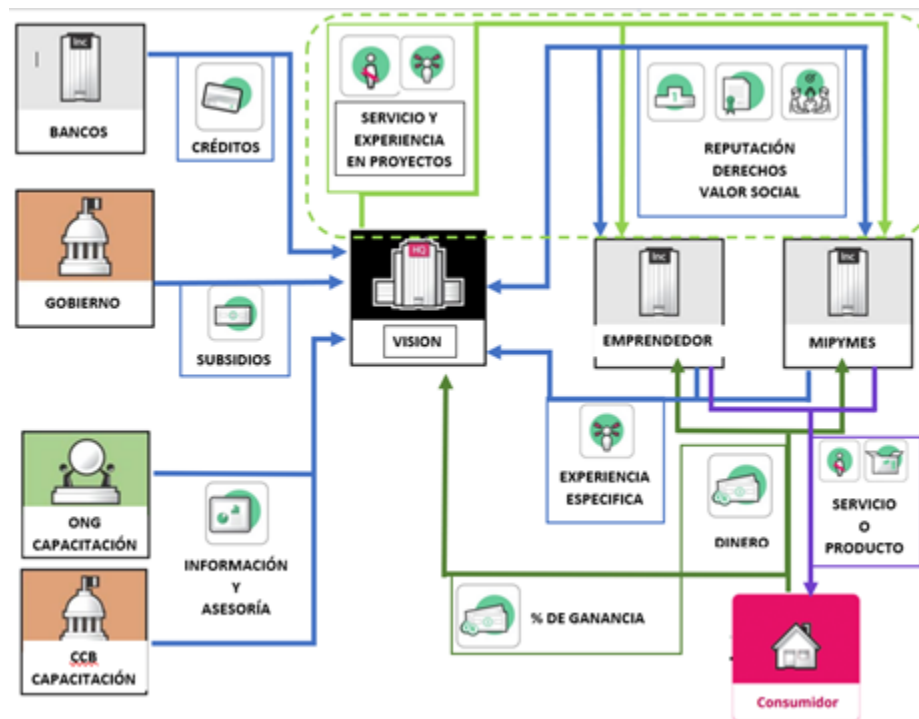 Inc
BANCOS
CRÉDITOS
GOBIERNO
SUBSIDIOS
ONG
CAPACITACIÓN
CCB
CAPACITACIÓN
INFORMACIÓN
Y
ASESORÍA
SERVICIO Y
EXPERIENCIA
EN PROYECTOS
HQ
VISION
1
REPUTACIÓN
DERECHOS
VALOR SOCIAL
Inc
EMPRENDEDOR
Inc
MIPYMES
EXPERIENCIA
ESPECIFICA
DINERO
SERVICIO
O
PRODUCTO
% DE GANANCIA
Consumidor